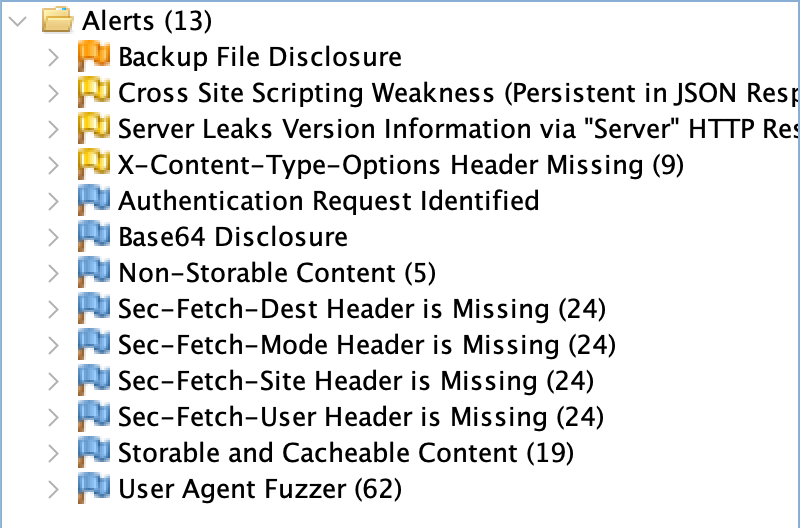 Alerts (13)
Backup File Disclosure
Cross Site Scripting Weakness (Persistent in JSON Resp
Server Leaks Version Information via "Server" HTTP Res
X-Content-Type-Options Header Missing (9)
Authentication Request Identified
Base64 Disclosure
Non-Storable Content (5)
Sec-Fetch-Dest Header is Missing (24)
Sec-Fetch-Mode Header is Missing (24)
Sec-Fetch-Site Header is Missing (24)
Sec-Fetch-User Header is Missing (24)
Storable and Cacheable Content (19)
User Agent Fuzzer (62)